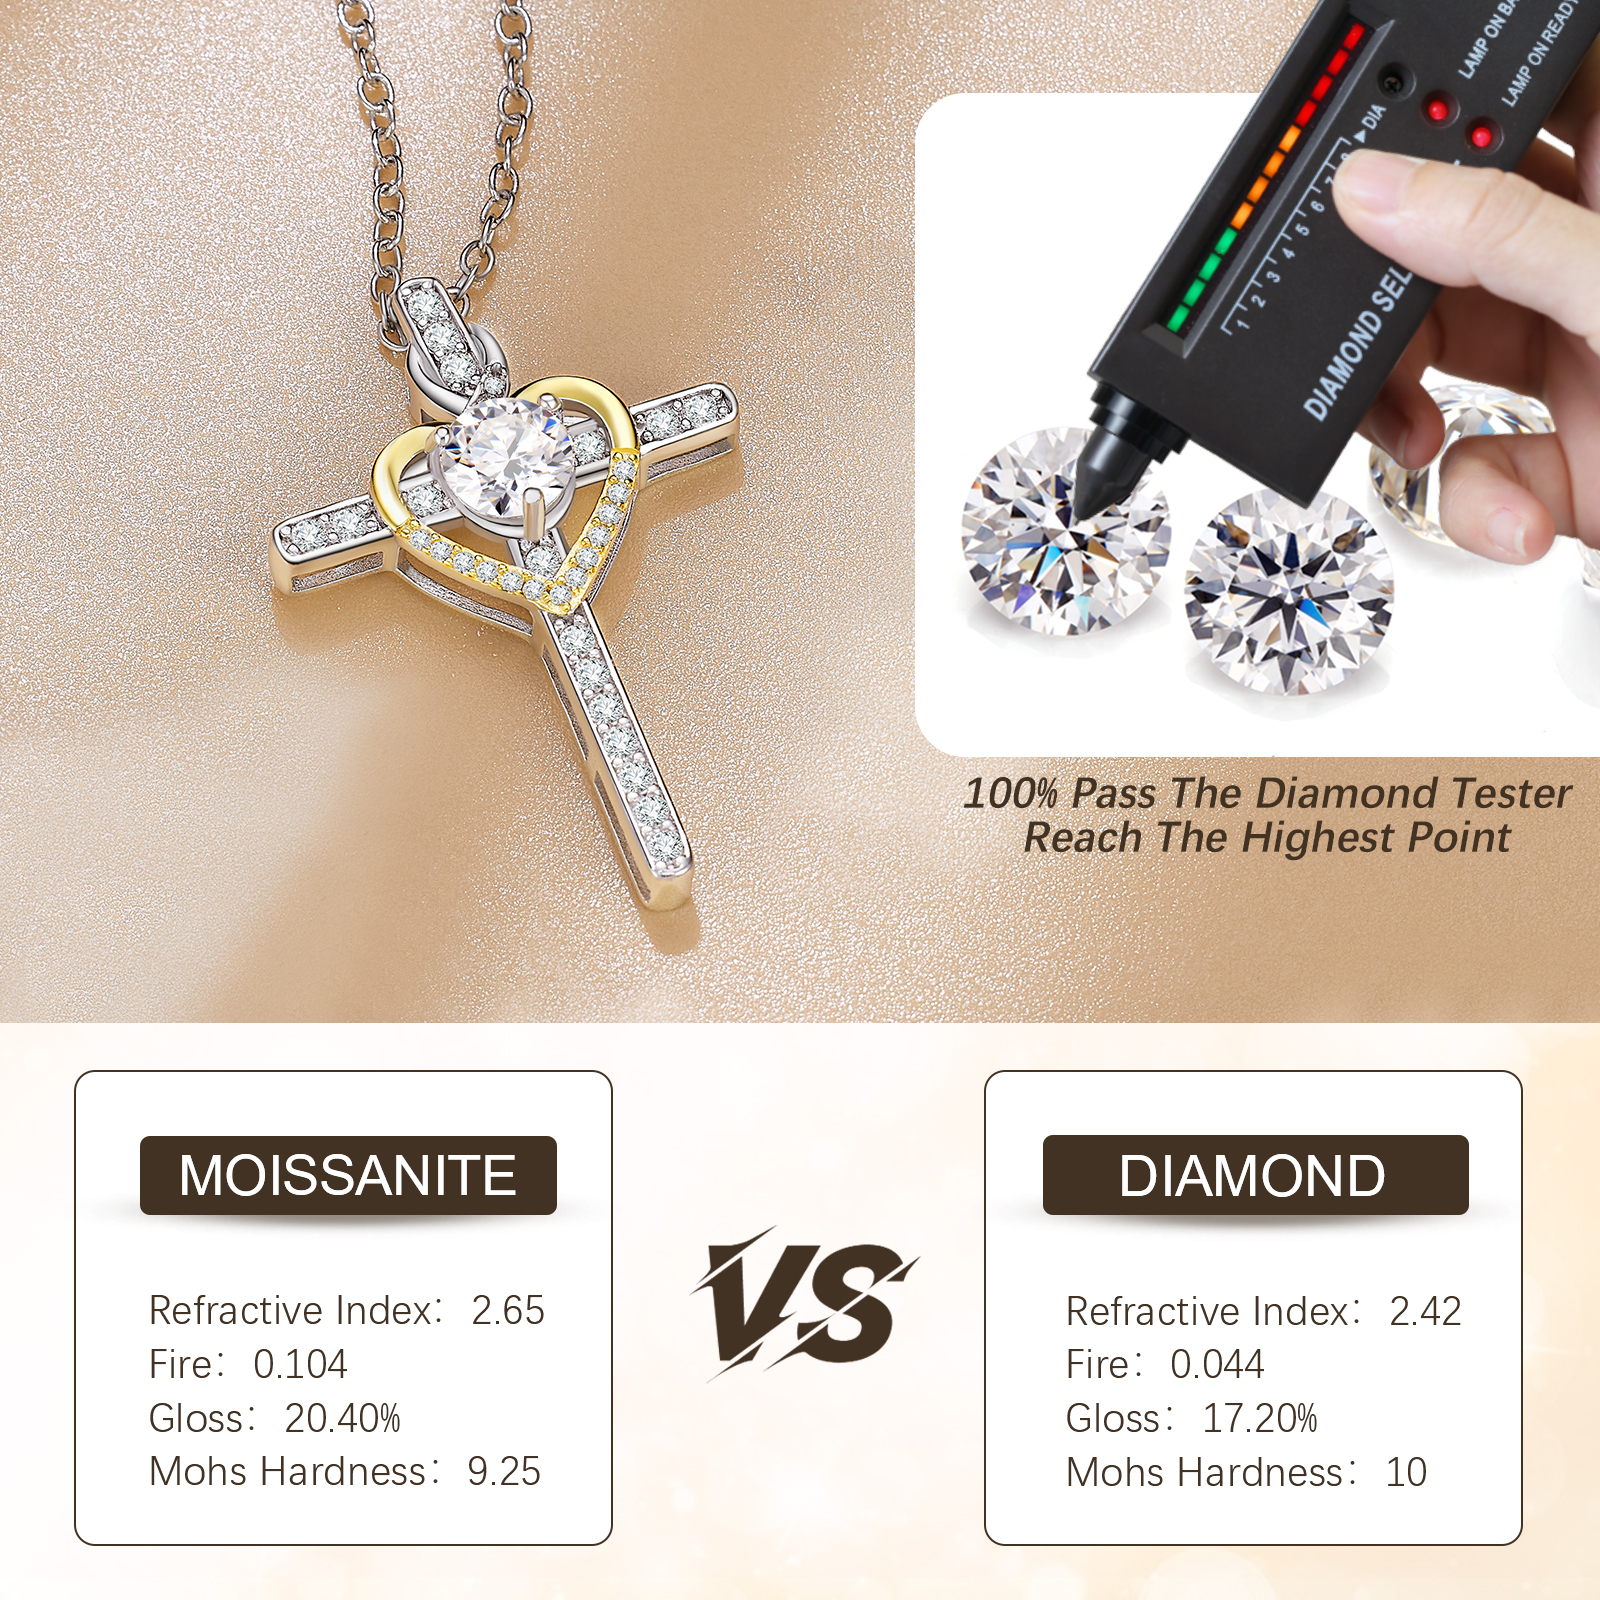 LAMP ON
LAMP ON READY
DIA
1 2 3 4 5 6 7
DIAMOND
100% Pass The Diamond Tester
Reach The Highest Point
MOISSANITE
Refractive Index: 2.65
Fire: 0.104
Gloss: 20.40%
Mohs Hardness: 9.25
VS
DIAMOND
Refractive Index: 2.42
Fire: 0.044
Gloss: 17.20%
Mohs Hardness: 10